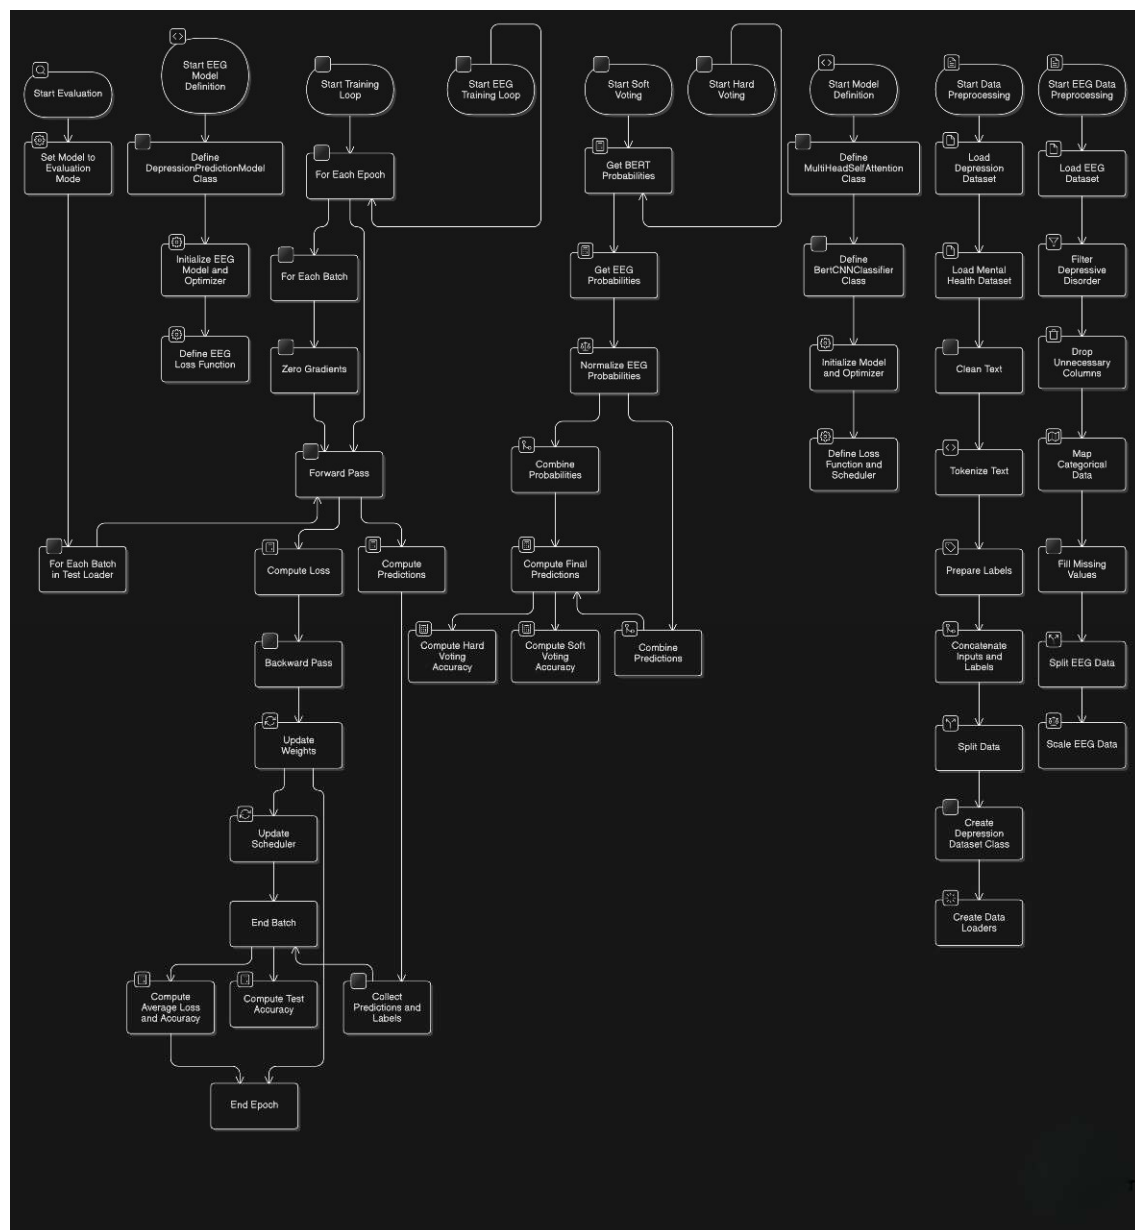 Start Evaluation
Set Model to
Evaluation
Mode
For Each Batch
in Test Loader
Start EEG
Model
Definition
Define
DepressionPredictionModel
Class
Initialize EEG
Model and
Optimizer
Define EEG
Loss Function
Start Training
Loop
For Each Epoch
For Each Batch
Zero Gradients
Forward Pass
Compute Loss
Compute
Predictions
Backward Pass
Update
Weights
Update
Scheduler
End Batch
Compute
Average Loss
and Accuracy
Compute Test
Accuracy
Collect
Predictions and
Labels
End Epoch
Start EEG
Training Loop
Start Soft
Voting
Get BERT
Probabilities
Get EEG
Probabilities
Normalize EEG
Probabilities
Combine
Probabilities
Compute Final
Predictions
Compute Hard
Voting
Accuracy
Compute Soft
Voting
Accuracy
Combine
Predictions
Start Hard
Voting
Start Model
Definition
Define
MultiHeadSelfAttention
Class
Define
BertCNNClassifier
Class
Initialize Model
and Optimizer
Define Loss
Function and
Scheduler
Start Data
Preprocessing
Load
Depression
Dataset
Load Mental
Health Dataset
Clean Text
Tokenize Text
Prepare Labels
Concatenate
Inputs and
Labels
Split Data
Create
Depression
Dataset Class
Create Data
Loaders
Start EEG Data
Preprocessing
Load EEG
Dataset
Filter
Depressive
Disorder
Drop
Unnecessary
Columns
Map
Categorical
Data
Fill Missing
Values
Split EEG Data
Scale EEG Data